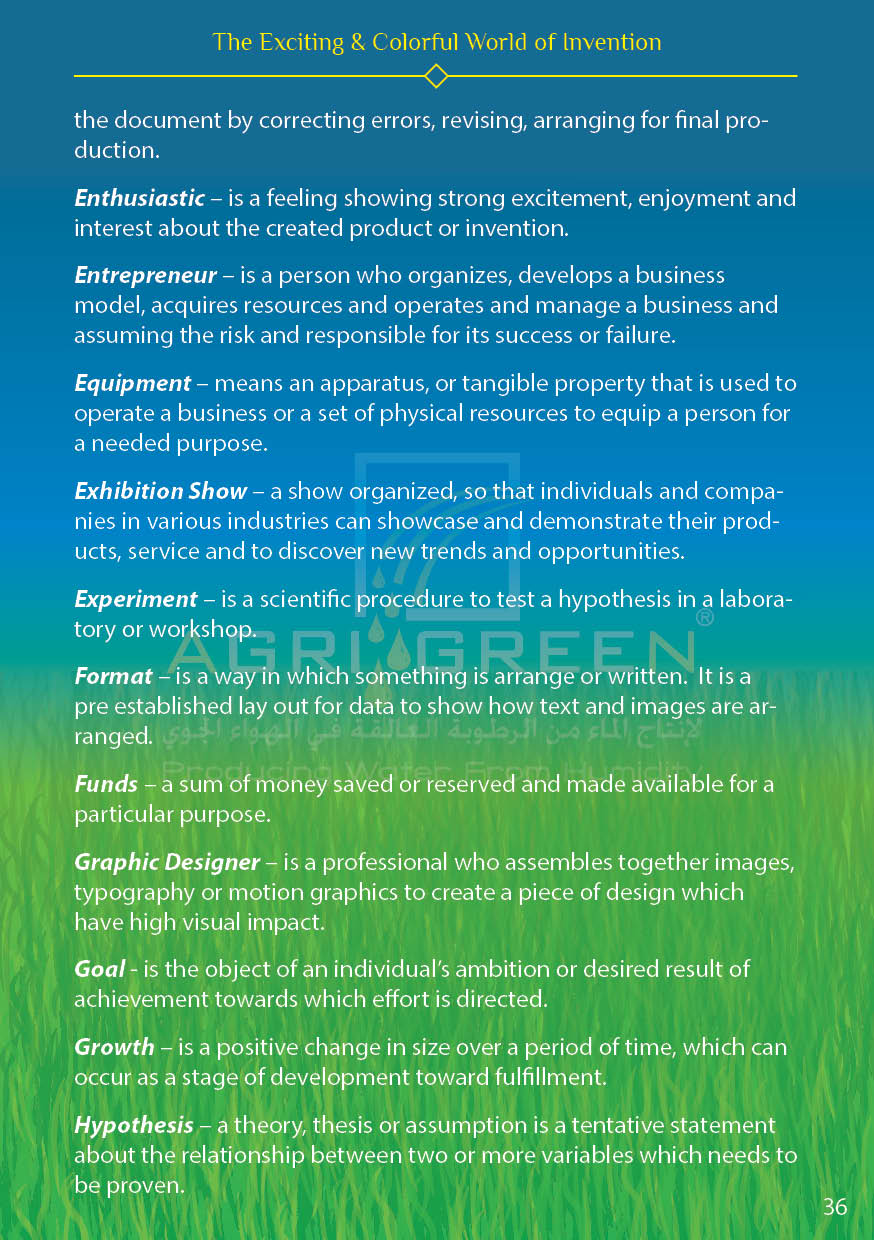 The Exciting & Colorful World of Invention
the document by correcting errors, revising, arranging for final pro-
duction.
Enthusiastic – is a feeling showing strong excitement, enjoyment and
interest about the created product or invention.
Entrepreneur – is a person who organizes, develops a business
model, acquires resources and operates and manage a business and
assuming the risk and responsible for its success or failure.
Equipment – means an apparatus, or tangible property that is used to
operate a business or a set of physical resources to equip a person for
a needed purpose.
Exhibition Show – a show organized, so that individuals and compa-
nies in various industries can showcase and demonstrate their prod-
ucts, service and to discover new trends and opportunities.
Experiment – is a scientific procedure to test a hypothesis in a labora-
tory or workshop.
AGRI GREEN®
Format – is a way in which something is arrange or written.  It is a
pre established lay out for data to show how text and images are ar-
ranged.
لإنتاج الماء من الرطوبة العالقة في الهواء الجوي
Producing Water From Humidity
Funds – a sum of money saved or reserved and made available for a
particular purpose.
Graphic Designer – is a professional who assembles together images,
typography or motion graphics to create a piece of design which
have high visual impact.
Goal - is the object of an individual’s ambition or desired result of
achievement towards which effort is directed.
Growth – is a positive change in size over a period of time, which can
occur as a stage of development toward fulfillment.
Hypothesis – a theory, thesis or assumption is a tentative statement
about the relationship between two or more variables which needs to
be proven.
36